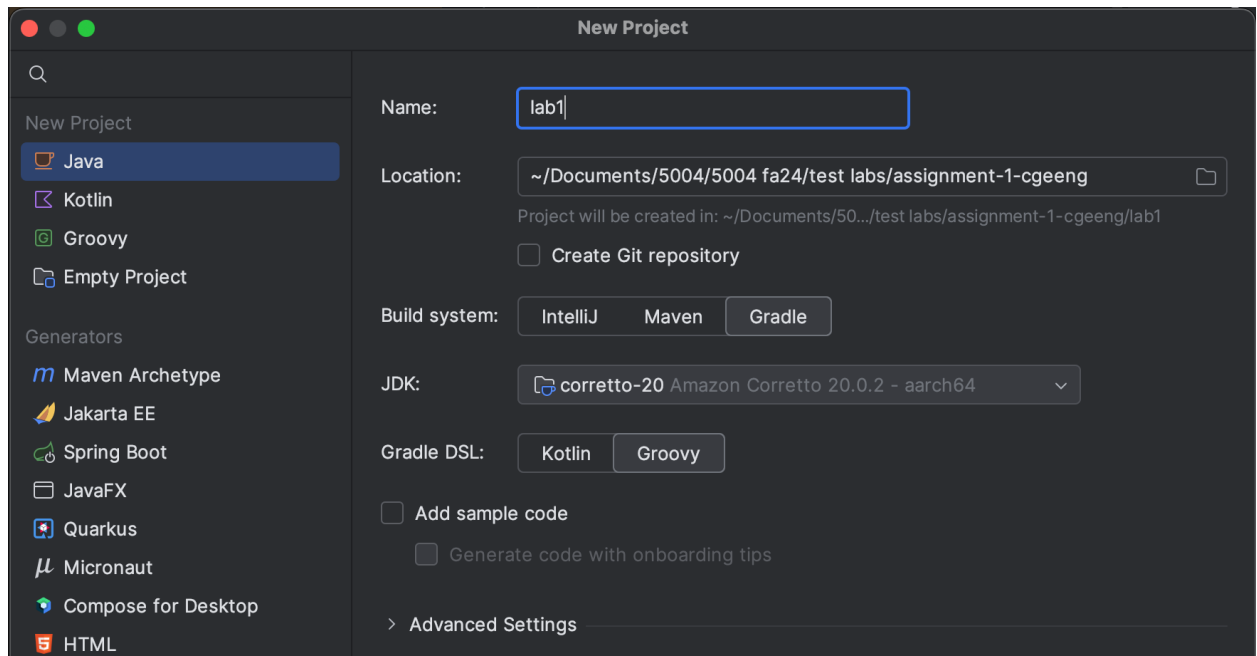 New Project
New Project
Java
Kotlin
Groovy
Empty Project
Generators
Maven Archetype
Jakarta EE
Spring Boot
JavaFX
Quarkus
Micronaut
Compose for Desktop
HTML
Name:
lab1
Location:
~/Documents/5004/5004 fa24/test labs/assignment-1-cgeeng
Project will be created in: ~/Documents/50.../test labs/assignment-1-cgeeng/lab1
Create Git repository
Build system: IntelliJ Maven Gradle
JDK: corretto-20 Amazon Corretto 20.0.2 - aarch64
Gradle DSL: Kotlin Groovy
Add sample code
Generate code with onboarding tips
Advanced Settings